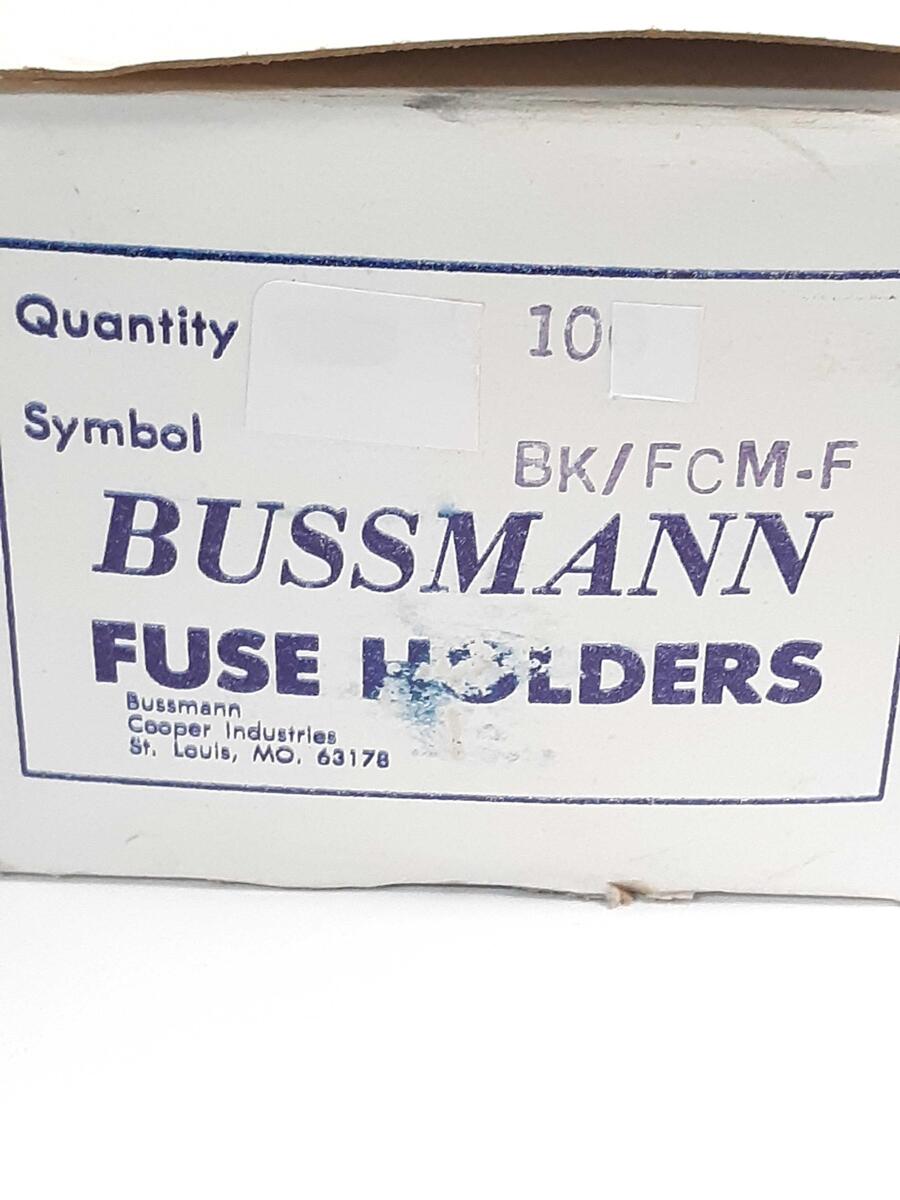 Quantity 10
Symbol BK/FCM-F
BUSSMANN
FUSE HOLDERS
Bussmann
Cooper Industries
St. Louis, MO. 63178